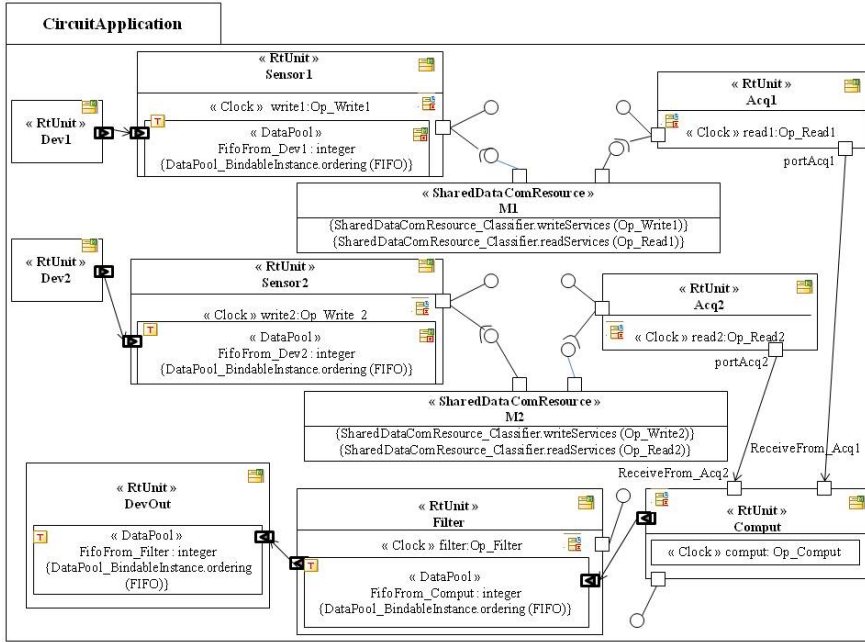 CircuitApplication
« RtUnit »
Sensor1
« Clock » write1:Op_Write1
« DataPool »
FifoFrom_Dev1 : integer
{DataPool_BindableInstance.ordering (FIFO)}
« RtUnit »
Dev1
« RtUnit »
Acq1
« Clock » read1:Op_Read1
portAcq1
« SharedDataComResource »
M1
{SharedDataComResource_Classifier.writeServices (Op_Write1)}
{SharedDataComResource_Classifier.readServices (Op_Read1)}
« RtUnit »
Dev2
« RtUnit »
Sensor2
« Clock » write2:Op_Write_2
« DataPool »
FifoFrom_Dev2 : integer
{DataPool_BindableInstance.ordering (FIFO)}
« RtUnit »
Acq2
« Clock » read2:Op_Read2
portAcq2
« SharedDataComResource »
M2
{SharedDataComResource_Classifier.writeServices (Op_Write2)}
{SharedDataComResource_Classifier.readServices (Op_Read2)}
ReceiveFrom_Acq1
ReceiveFrom_Acq2
« RtUnit »
DevOut
T
« DataPool »
FifoFrom_Filter : integer
{DataPool_BindableInstance.ordering
(FIFO)}
« RtUnit »
Filter
« Clock » filter:Op_Filter
T
« DataPool »
FifoFrom_Comput : integer
{DataPool_BindableInstance.ordering (FIFO)}
« RtUnit »
Comput
« Clock » comput: Op_Comput